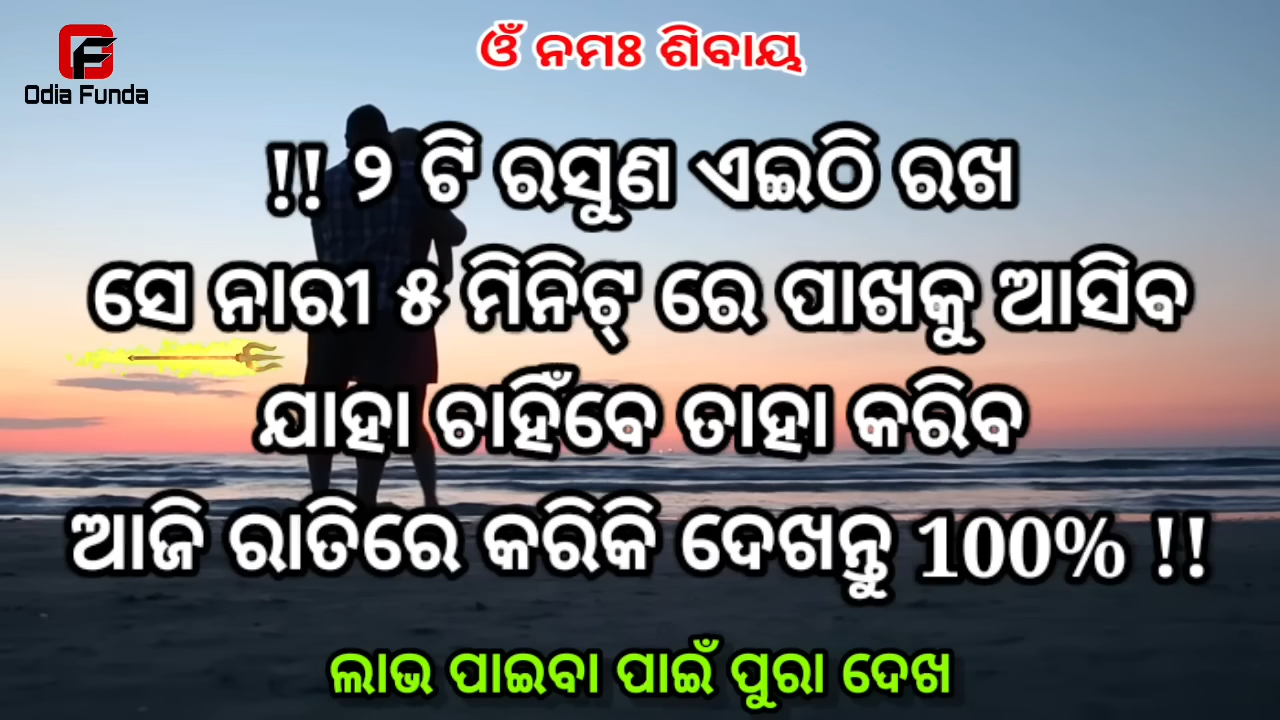 ଓଁ ନମଃ ଶିବାୟ
Odia Funda
!! ୨ ଟି ରସୁଣ ଏଇଠି ରଖ
ସେ ନାରୀ ୫ ମିନିଟ୍ ରେ ପାଖକୁ ଆସିବ
ଯାହା ଚାହିଁବେ ତାହା କରିବ
ଆଜି ରାତିରେ କରିକି ଦେଖନ୍ତୁ 100% !!
ଲାଭ ପାଇବା ପାଇଁ ପୁରା ଦେଖ